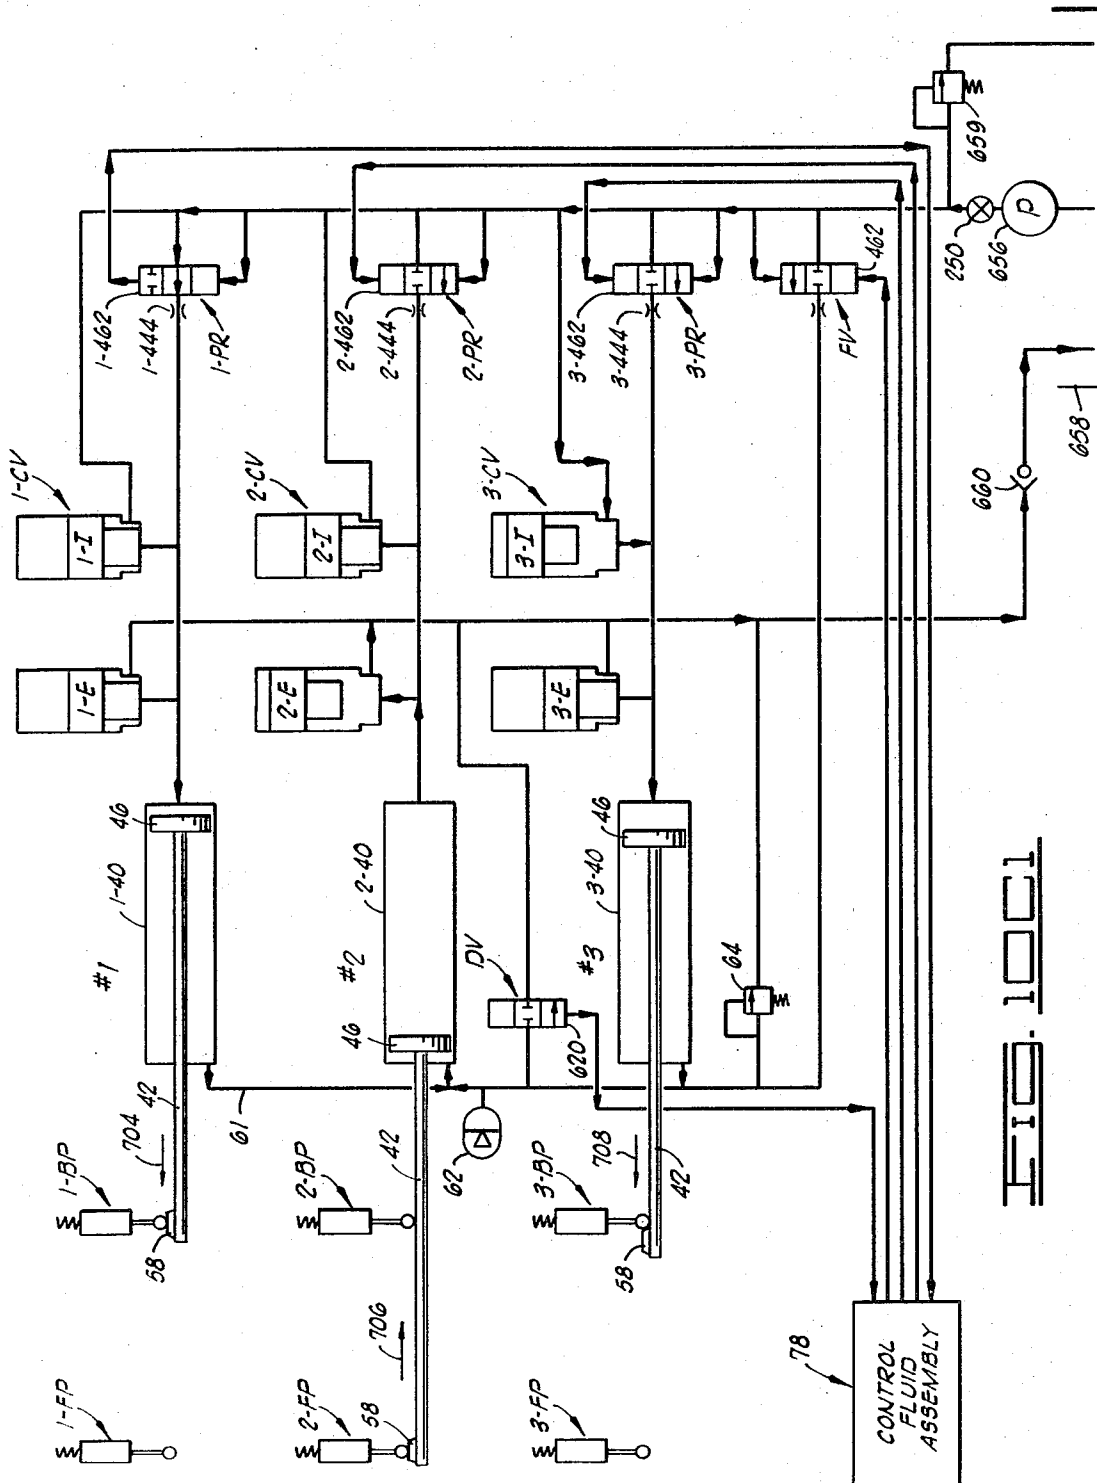 1-FP
1-BP
58
704
42
#1
1-40
46
1-E
1-I
1-CV
1-462
1-444
1-PR
61
2-FP
58
706
2-BP
42
62
#2
2-40
46
2-E
2-I
2-CV
2-462
2-444
2-PR
DV
620
3-FP
3-BP
58
708
42
#3
3-40
46
3-E
3-I
3-CV
3-462
3-444
3-PR
64
FV
462
78
CONTROL
FLUID
ASSEMBLY
250
656
P
659
660
658
FIG. 10C1